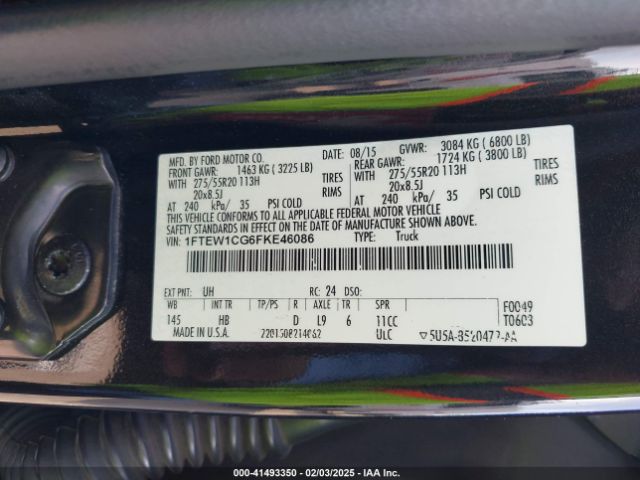 MFD. BY FORD MOTOR CO. DATE: 08/15 GVWR: 3084 KG ( 6800 LB)
FRONT GAWR: 1463 KG ( 3225 LB) REAR GAWR: 1724 KG ( 3800 LB)
WITH 275/55R20 113H TIRES WITH 275/55R20 113H TIRES
20x8.5J RIMS 20x8.5J RIMS
AT 240 kPa/ 35 PSI COLD AT 240 kPa/ 35 PSI COLD
THIS VEHICLE CONFORMS TO ALL APPLICABLE FEDERAL MOTOR VEHICLE
SAFETY STANDARDS IN EFFECT ON THE DATE OF MANUFACTURE SHOWN ABOVE.
VIN: 1FTEW1CG6FKE46086 TYPE: Truck
EXT PNT: UH RC: 24 DSO:
WB INT TR TP/PS R AXLE TR SPR F0049
145 HB D L9 6 11CC T0603
MADE IN U.S.A. ULC
000-41493350 - 02/03/2025 - IAA Inc.